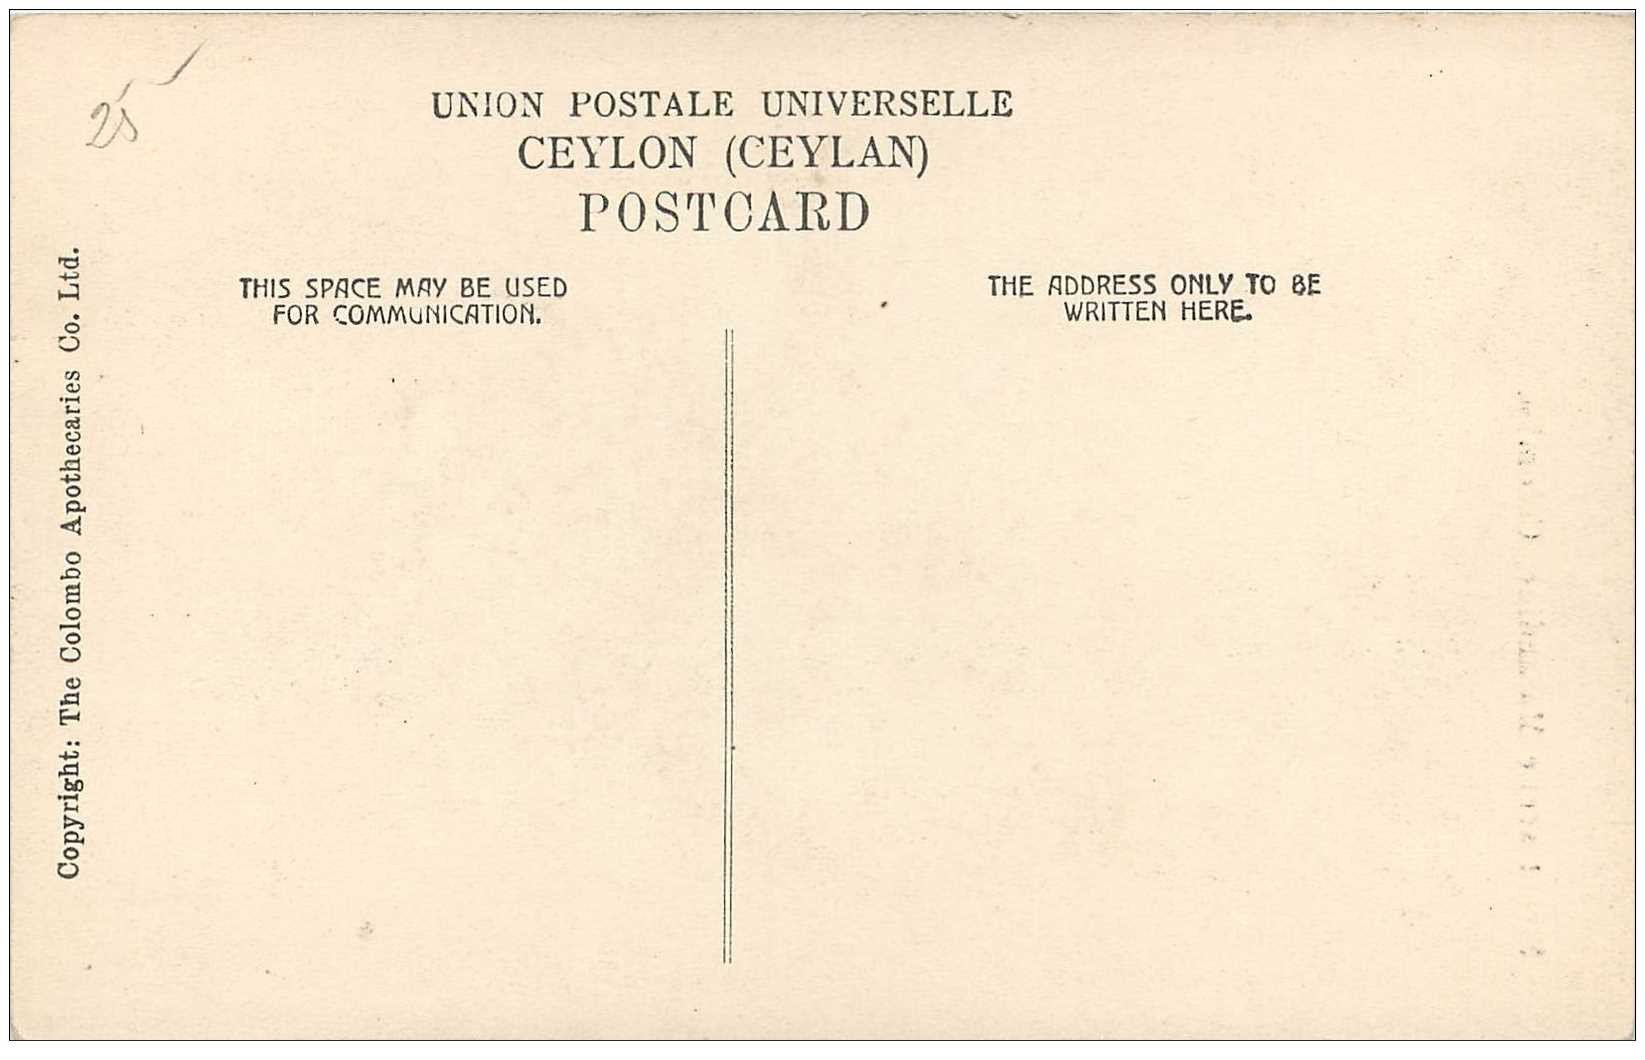 25
UNION POSTALE UNIVERSELLE
CEYLON (CEYLAN)
POSTCARD
THIS SPACE MAY BE USED
FOR COMMUNICATION.
THE ADDRESS ONLY TO BE
WRITTEN HERE.
Copyright: The Colombo Apothecaries Co. Ltd.